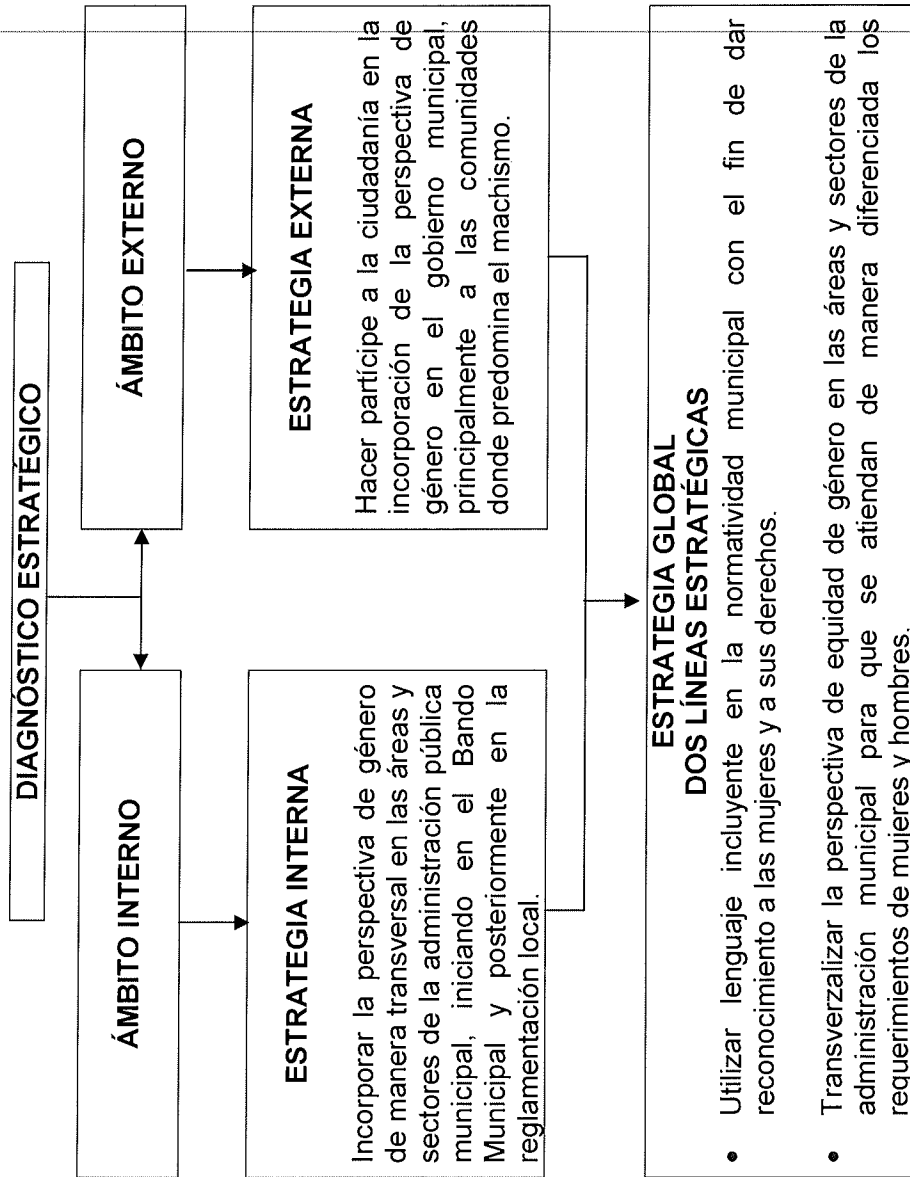 DIAGNÓSTICO ESTRATÉGICO
ÁMBITO INTERNO
ÁMBITO EXTERNO
ESTRATEGIA INTERNA
Incorporar la perspectiva de género
de manera transversal en las áreas y
sectores de la administración pública
municipal, iniciando en el Bando
Municipal y posteriormente en la
reglamentación local.
ESTRATEGIA EXTERNA
Hacer partícipe a la ciudadanía en la
incorporación de la perspectiva de
género en el gobierno municipal,
principalmente a las comunidades
donde predomina el machismo.
ESTRATEGIA GLOBAL
DOS LÍNEAS ESTRATÉGICAS
• Utilizar lenguaje incluyente en la normatividad municipal con el fin de dar
reconocimiento a las mujeres y a sus derechos.
• Transverzalizar la perspectiva de equidad de género en las áreas y sectores de la
administración municipal para que se atiendan de manera diferenciada los
requerimientos de mujeres y hombres.